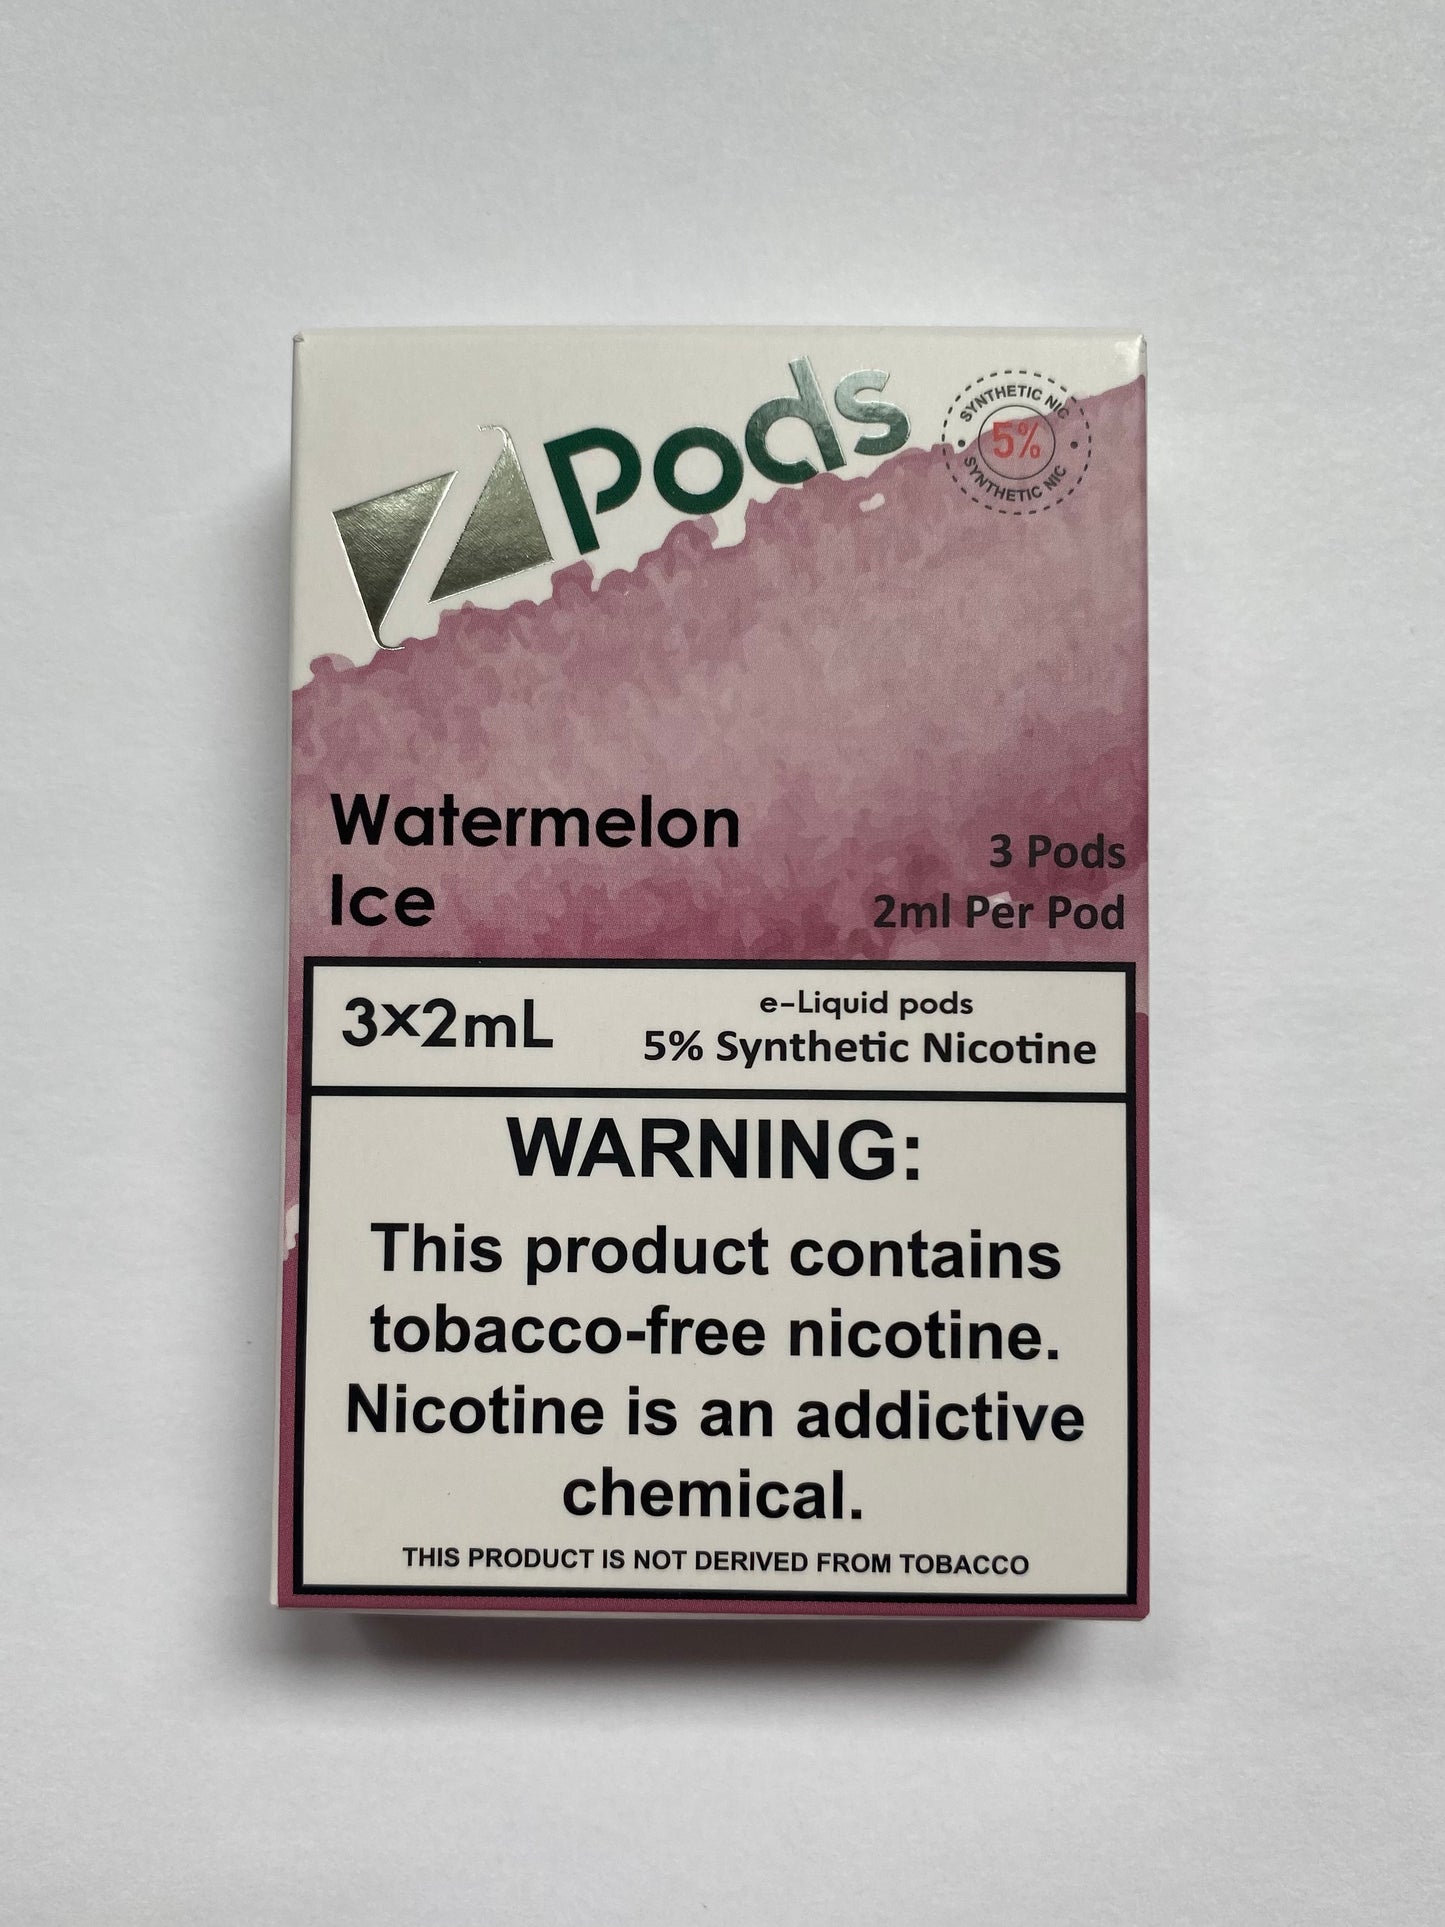 Z Pods
SYNTHETIC NIC
5%
SYNTHETIC NIC
Watermelon
Ice
3 Pods
2ml Per Pod
3×2mL
e-Liquid pods
5% Synthetic Nicotine
WARNING:
This product contains
tobacco-free nicotine.
Nicotine is an addictive
chemical.
THIS PRODUCT IS NOT DERIVED FROM TOBACCO